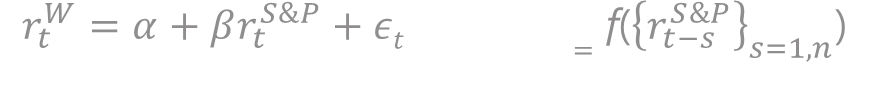 r_t^W = α + βr_t^{S&P} + ϵ_t = f({r_{t−s}^{S&P}}_{s=1,n})